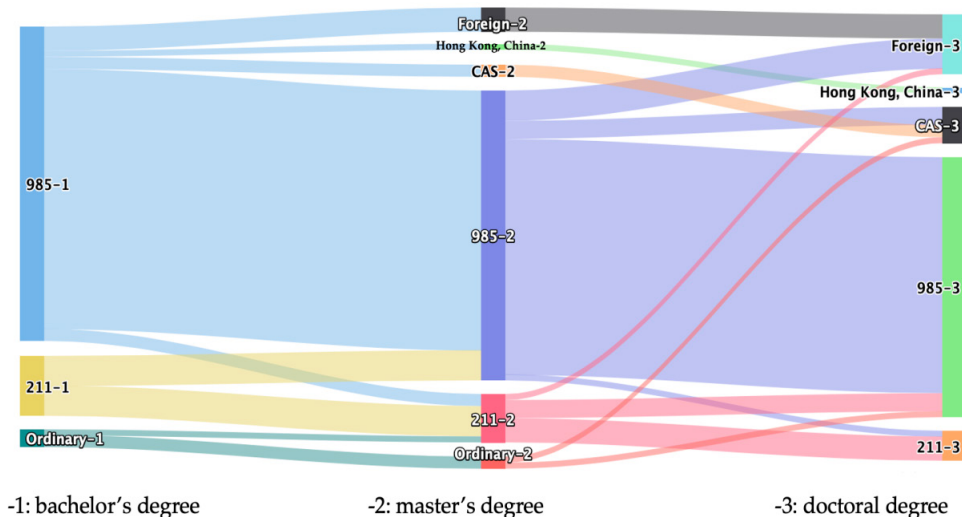 Foreign-2
Hong Kong, China-2
CAS-2
Foreign-3
Hong Kong, China-3
CAS-3
985-1
985-2
985-3
211-1
211-2
211-3
Ordinary-1
Ordinary-2
-1: bachelor’s degree
-2: master’s degree
-3: doctoral degree